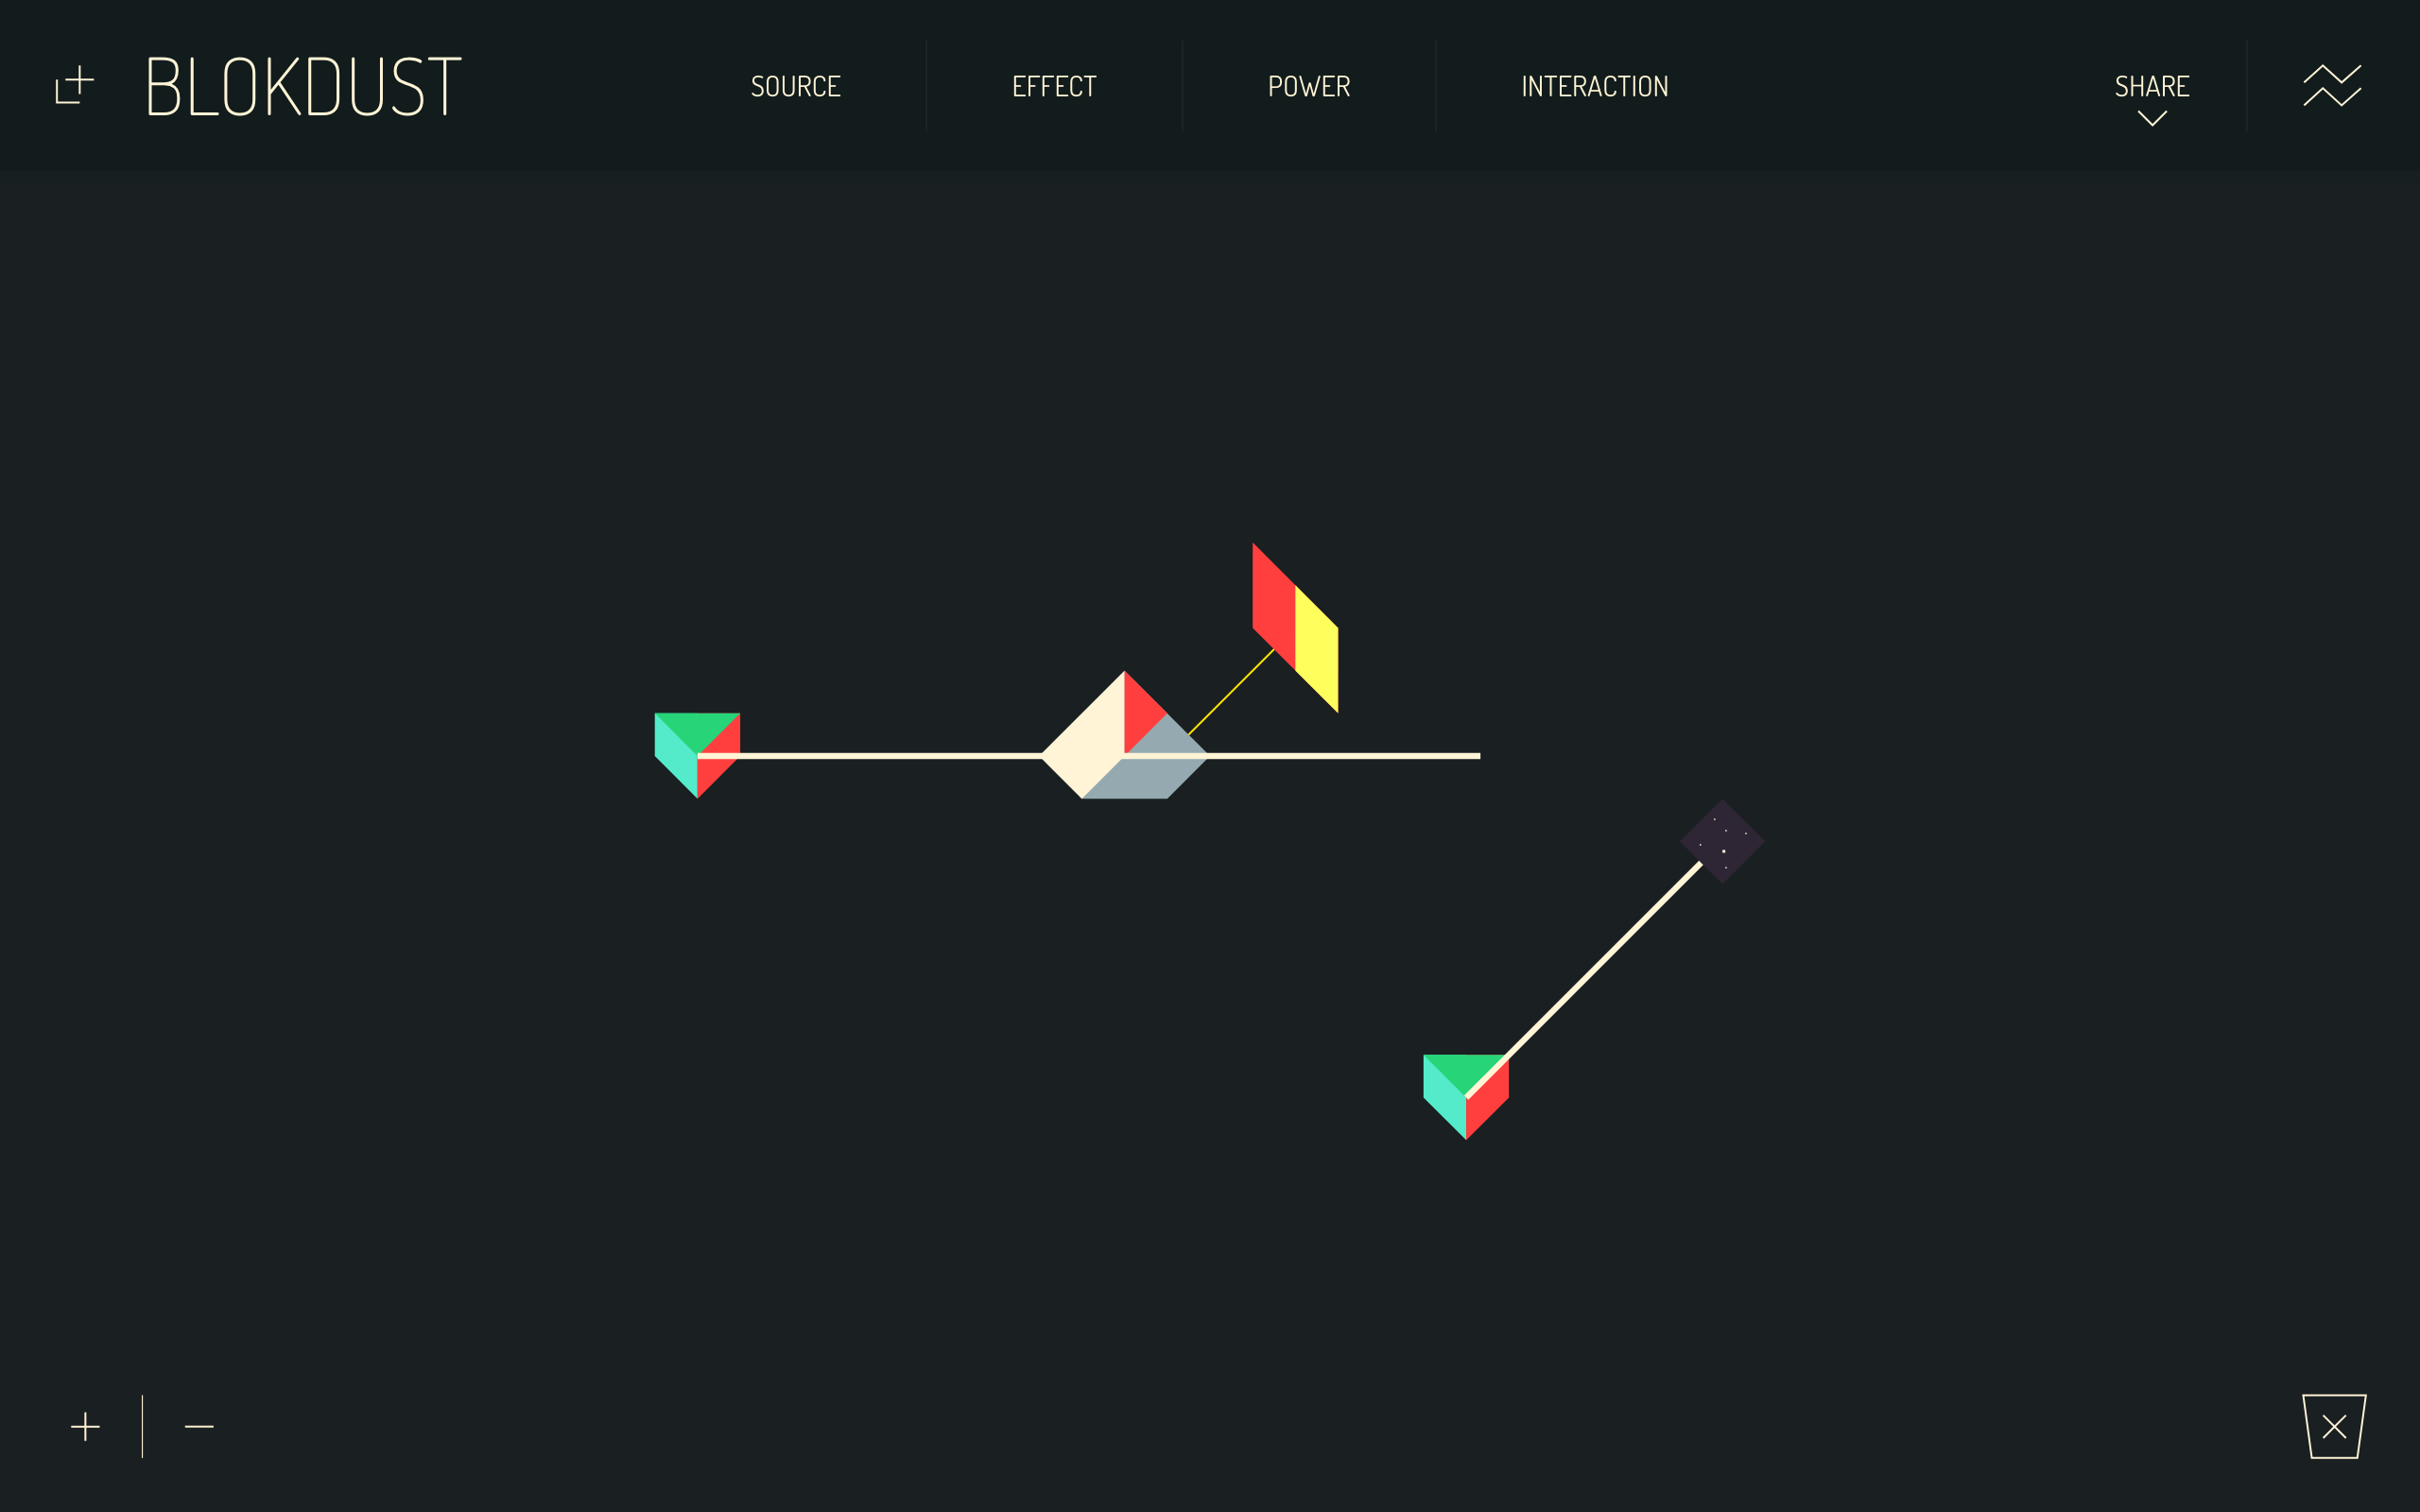 BLOKDUST
SOURCE
EFFECT
POWER
INTERACTION
SHARE